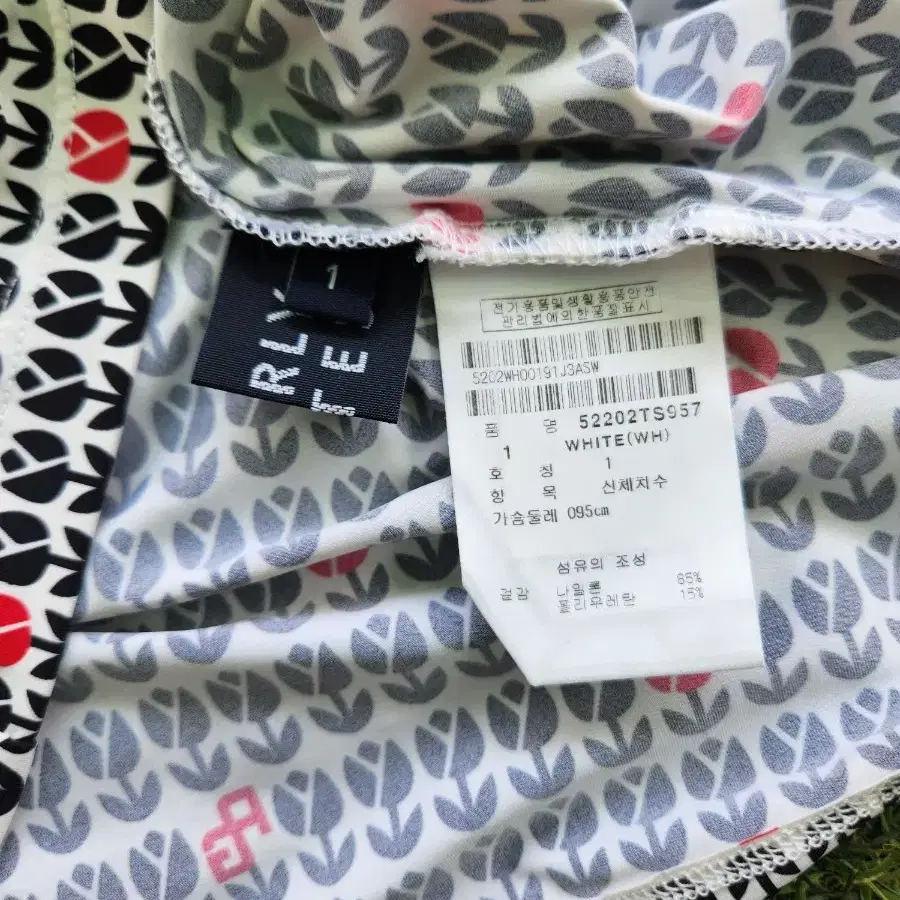 1
RLY
TE
전기용품및생활용품안전
관리법에의한품질표시
S202WH00191J3ASW
품 명 52202TS957
1 WHITE(WH)
호 칭 1
항 목 신체치수
가슴둘레 095cm
섬유의 조성
겉감 나일론 85%
폴리우레탄 15%